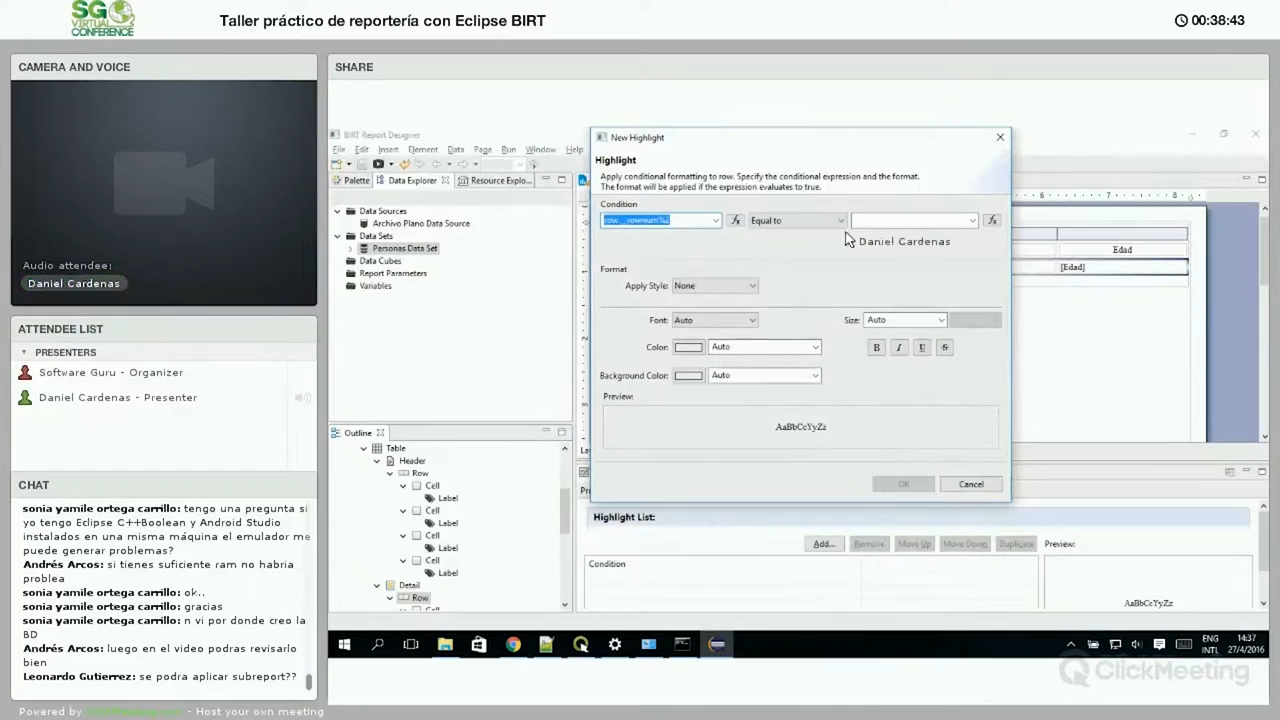 SG
VIRTUAL
CONFERENCE
Taller práctico de reportería con Eclipse BIRT
00:38:43
CAMERA AND VOICE
Audio attendee:
Daniel Cardenas
ATTENDEE LIST
PRESENTERS
Software Guru - Organizer
Daniel Cardenas - Presenter
CHAT
sonia yamile ortega carrillo: tengo una pregunta si
yo tengo Eclipse C++Boolean y Android Studio
instalados en una misma máquina el emulador me
puede generar problemas?
Andrés Arcos: si tienes suficiente ram no habria
problea
sonia yamile ortega carrillo: ok..
sonia yamile ortega carrillo: gracias
sonia yamile ortega carrillo: n vi por donde creo la
BD
Andrés Arcos: luego en el video podras revisarlo
bien
Leonardo Gutierrez: se podra aplicar subreport??
Powered by ClickMeeting.com - Host your own meeting
SHARE
BIRT Report Designer
File Edit Insert Element Data Page Run Window Help
Palette Data Explorer Resource Explo...
Data Sources
Archivo Plano Data Source
Data Sets
Personas Data Set
Data Cubes
Report Parameters
Variables
Outline
Table
Header
Row
Cell
Label
Cell
Label
Cell
Label
Cell
Label
Detail
Row
New Highlight
Highlight
Apply conditional formatting to row. Specify the conditional expression and the format.
The format will be applied if the expression evaluates to true.
Condition
row.__rownum%2 fx Equal to fx
Daniel Cardenas
Format
Apply Style: None
Font: Auto Size: Auto
Color: Auto B I U S
Background Color: Auto
Preview:
AaBbCcYyZz
OK Cancel
6 7 8
Edad
[Edad]
Highlight List:
Add... Remove Move Up Move Down Duplicate Preview:
Condition
AaBbCcYyZz
ENG
INTL
14:37
27/4/2016
ClickMeeting